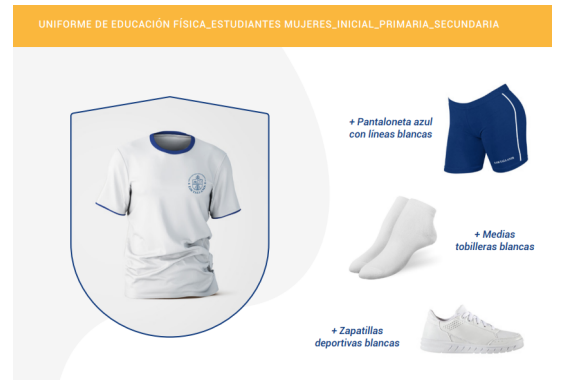 UNIFORME DE EDUCACIÓN FÍSICA_ESTUDIANTES MUJERES_INICIAL_PRIMARIA_SECUNDARIA
+ Pantaloneta azul
con líneas blancas
+ Medias
tobilleras blancas
+ Zapatillas
deportivas blancas